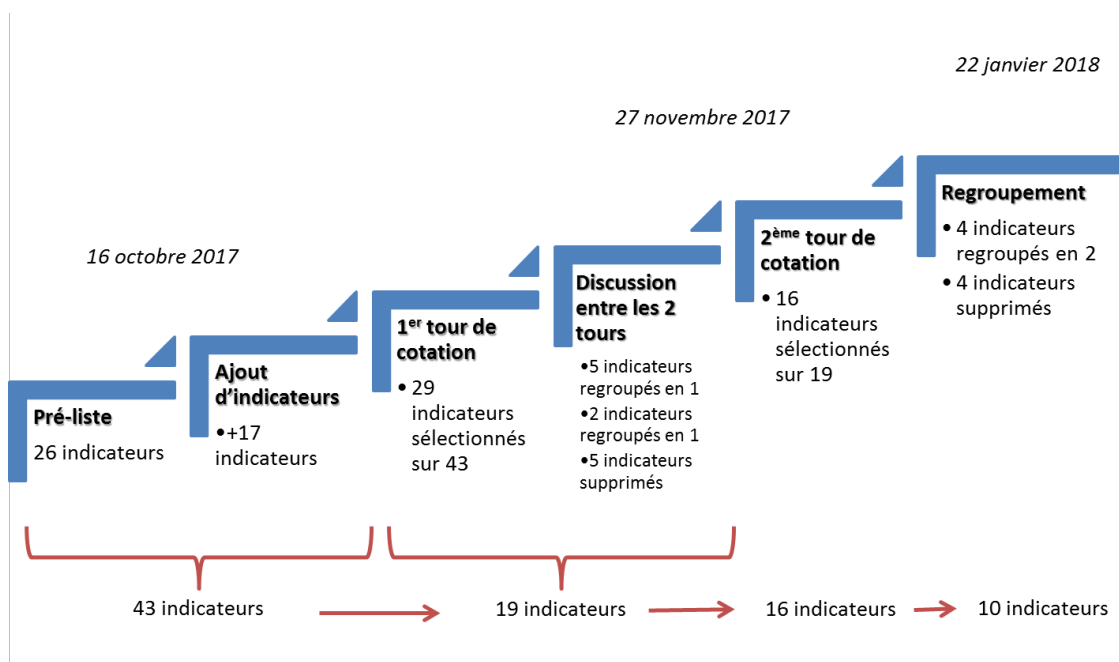 16 octobre 2017
27 novembre 2017
22 janvier 2018
Pré-liste
26 indicateurs
Ajout
d'indicateurs
•+17
indicateurs
1er tour de
cotation
• 29
indicateurs
sélectionnés
sur 43
Discussion
entre les 2
tours
•5 indicateurs
regroupés en 1
•2 indicateurs
regroupés en 1
•5 indicateurs
supprimés
2ème tour de
cotation
• 16
indicateurs
sélectionnés
sur 19
Regroupement
• 4 indicateurs
regroupés en 2
• 4 indicateurs
supprimés
43 indicateurs
19 indicateurs
16 indicateurs
10 indicateurs